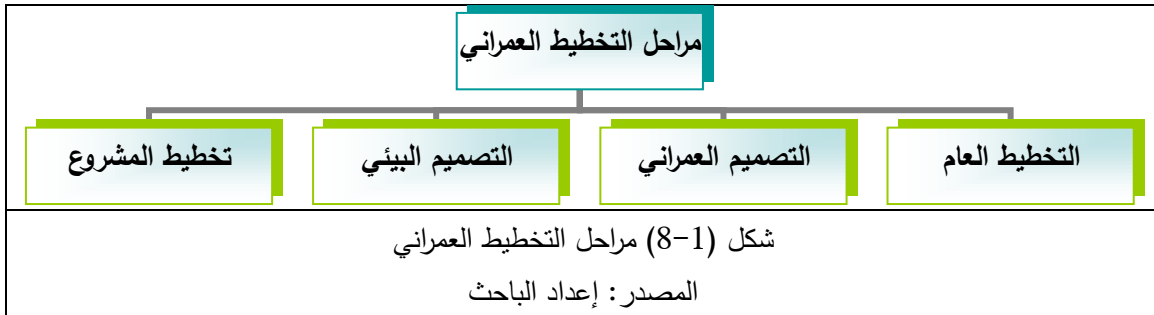 مراحل التخطيط العمراني
التخطيط العام
التصميم العمراني
التصميم البيئي
تخطيط المشروع
شكل (1-8) مراحل التخطيط العمراني
المصدر: إعداد الباحث